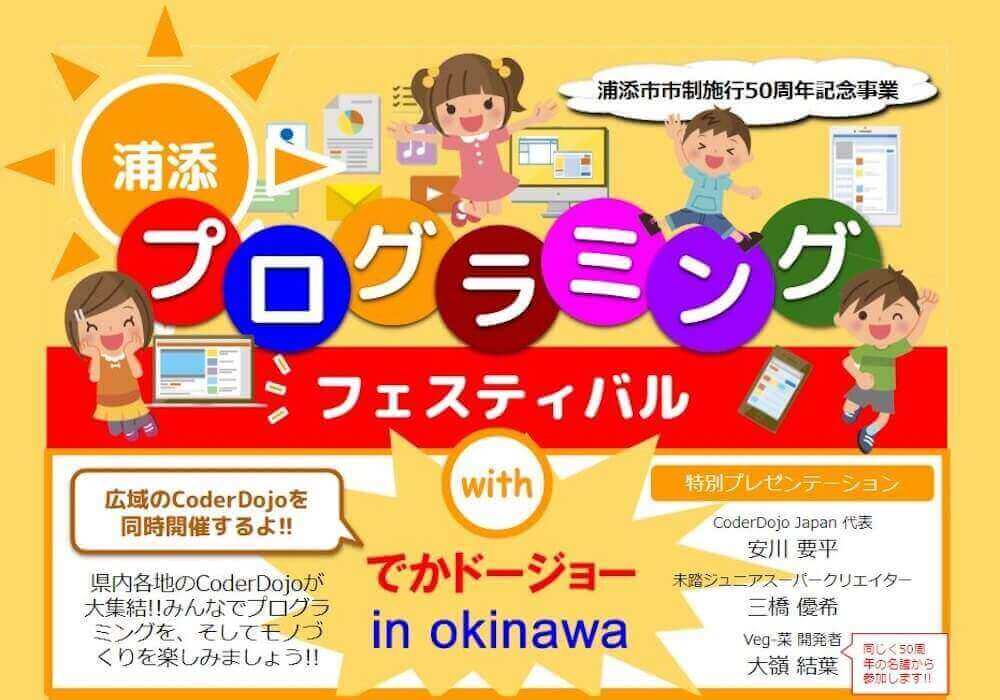 浦添市市制施行50周年記念事業
浦添
プログラミング
フェスティバル
with
でかドージョー
in okinawa
広域のCoderDojoを
同時開催するよ!!
県内各地のCoderDojoが
大集結!!みんなでプログラ
ミングを、そしてモノづ
くりを楽しみましょう!!
特別プレゼンテーション
CoderDojo Japan 代表
安川 要平
未踏ジュニアスーパークリエイター
三橋 優希
Veg-菜 開発者
大嶺 結葉
同じく50周
年の名護から
参加します!!